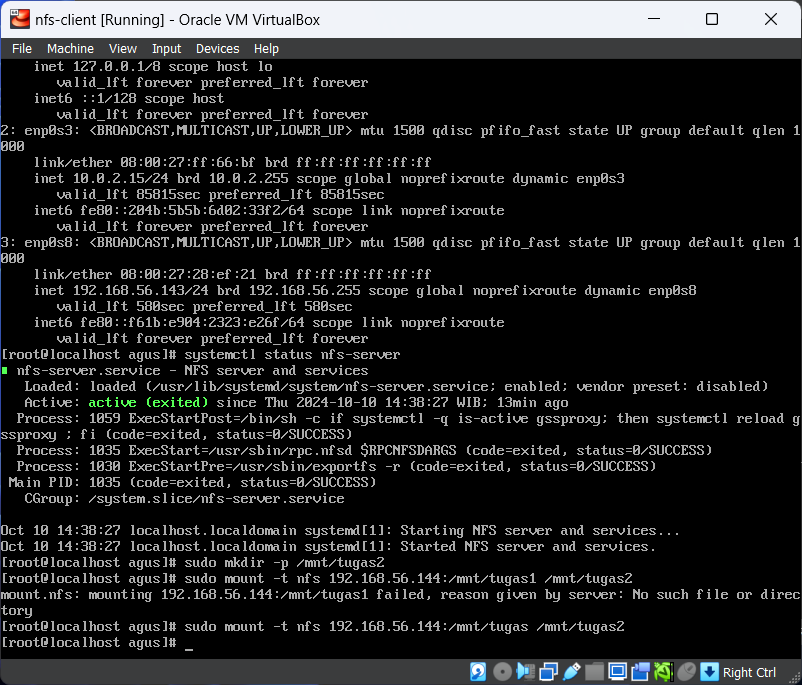 nfs-client [Running] - Oracle VM VirtualBox
File Machine View Input Devices Help
inet 127.0.0.1/8 scope host lo
valid_lft forever preferred_lft forever
inet6 ::1/128 scope host
valid_lft forever preferred_lft forever
2: enp0s3: <BROADCAST,MULTICAST,UP,LOWER_UP> mtu 1500 qdisc pfifo_fast state UP group default qlen 1
000
link/ether 08:00:27:ff:66:bf brd ff:ff:ff:ff:ff:ff
inet 10.0.2.15/24 brd 10.0.2.255 scope global noprefixroute dynamic enp0s3
valid_lft 85815sec preferred_lft 85815sec
inet6 fe80::204b:5b5b:6d02:33f2/64 scope link noprefixroute
valid_lft forever preferred_lft forever
3: enp0s8: <BROADCAST,MULTICAST,UP,LOWER_UP> mtu 1500 qdisc pfifo_fast state UP group default qlen 1
000
link/ether 08:00:27:28:ef:21 brd ff:ff:ff:ff:ff:ff
inet 192.168.56.143/24 brd 192.168.56.255 scope global noprefixroute dynamic enp0s8
valid_lft 580sec preferred_lft 580sec
inet6 fe80::f61b:e904:2323:e26f/64 scope link noprefixroute
valid_lft forever preferred_lft forever
[root@localhost agus]# systemctl status nfs-server
nfs-server.service - NFS server and services
Loaded: loaded (/usr/lib/systemd/system/nfs-server.service; enabled; vendor preset: disabled)
Active: active (exited) since Thu 2024-10-10 14:38:27 WIB; 13min ago
Process: 1059 ExecStartPost=/bin/sh -c if systemctl -q is-active gssproxy; then systemctl reload g
ssproxy ; fi (code=exited, status=0/SUCCESS)
Process: 1035 ExecStart=/usr/sbin/rpc.nfsd $RPCNFSDARGS (code=exited, status=0/SUCCESS)
Process: 1030 ExecStartPre=/usr/sbin/exportfs -r (code=exited, status=0/SUCCESS)
Main PID: 1035 (code=exited, status=0/SUCCESS)
CGroup: /system.slice/nfs-server.service
Oct 10 14:38:27 localhost.localdomain systemd[1]: Starting NFS server and services...
Oct 10 14:38:27 localhost.localdomain systemd[1]: Started NFS server and services.
[root@localhost agus]# sudo mkdir -p /mnt/tugas2
[root@localhost agus]# sudo mount -t nfs 192.168.56.144:/mnt/tugas1 /mnt/tugas2
mount.nfs: mounting 192.168.56.144:/mnt/tugas1 failed, reason given by server: No such file or direc
tory
[root@localhost agus]# sudo mount -t nfs 192.168.56.144:/mnt/tugas /mnt/tugas2
[root@localhost agus]# _
Right Ctrl